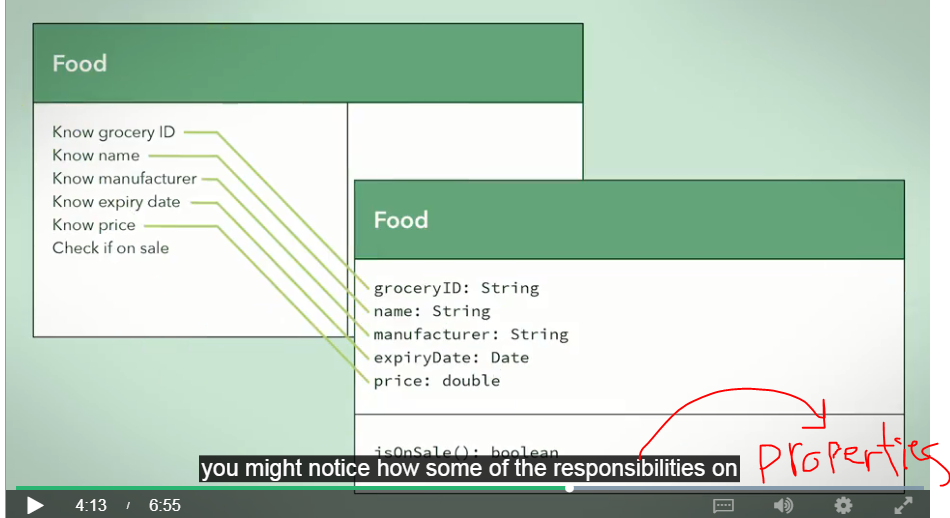 Food
Know grocery ID
Know name
Know manufacturer
Know expiry date
Know price
Check if on sale
Food
groceryID: String
name: String
manufacturer: String
expiryDate: Date
price: double
isOnSale(): boolean
you might notice how some of the responsibilities on
properties
4:13 / 6:55